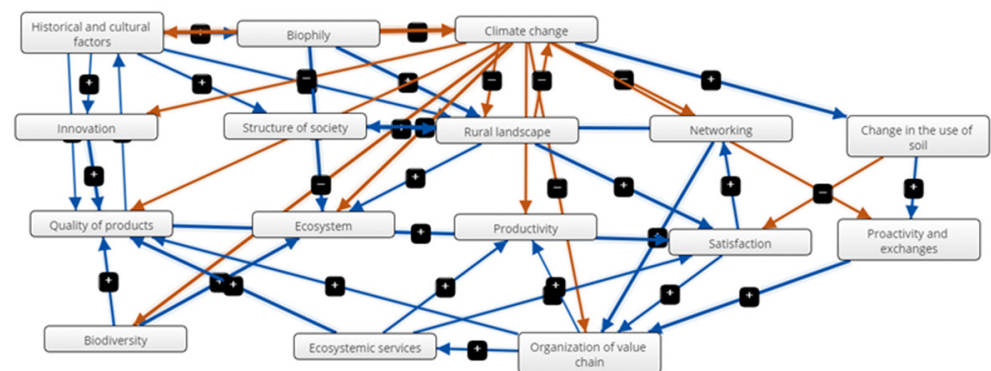 Historical and cultural
factors
Biophily
Climate change
Innovation
Structure of society
Rural landscape
Networking
Change in the use of
soil
Quality of products
Ecosystem
Productivity
Satisfaction
Proactivity and
exchanges
Biodiversity
Ecosystemic services
Organization of value
chain